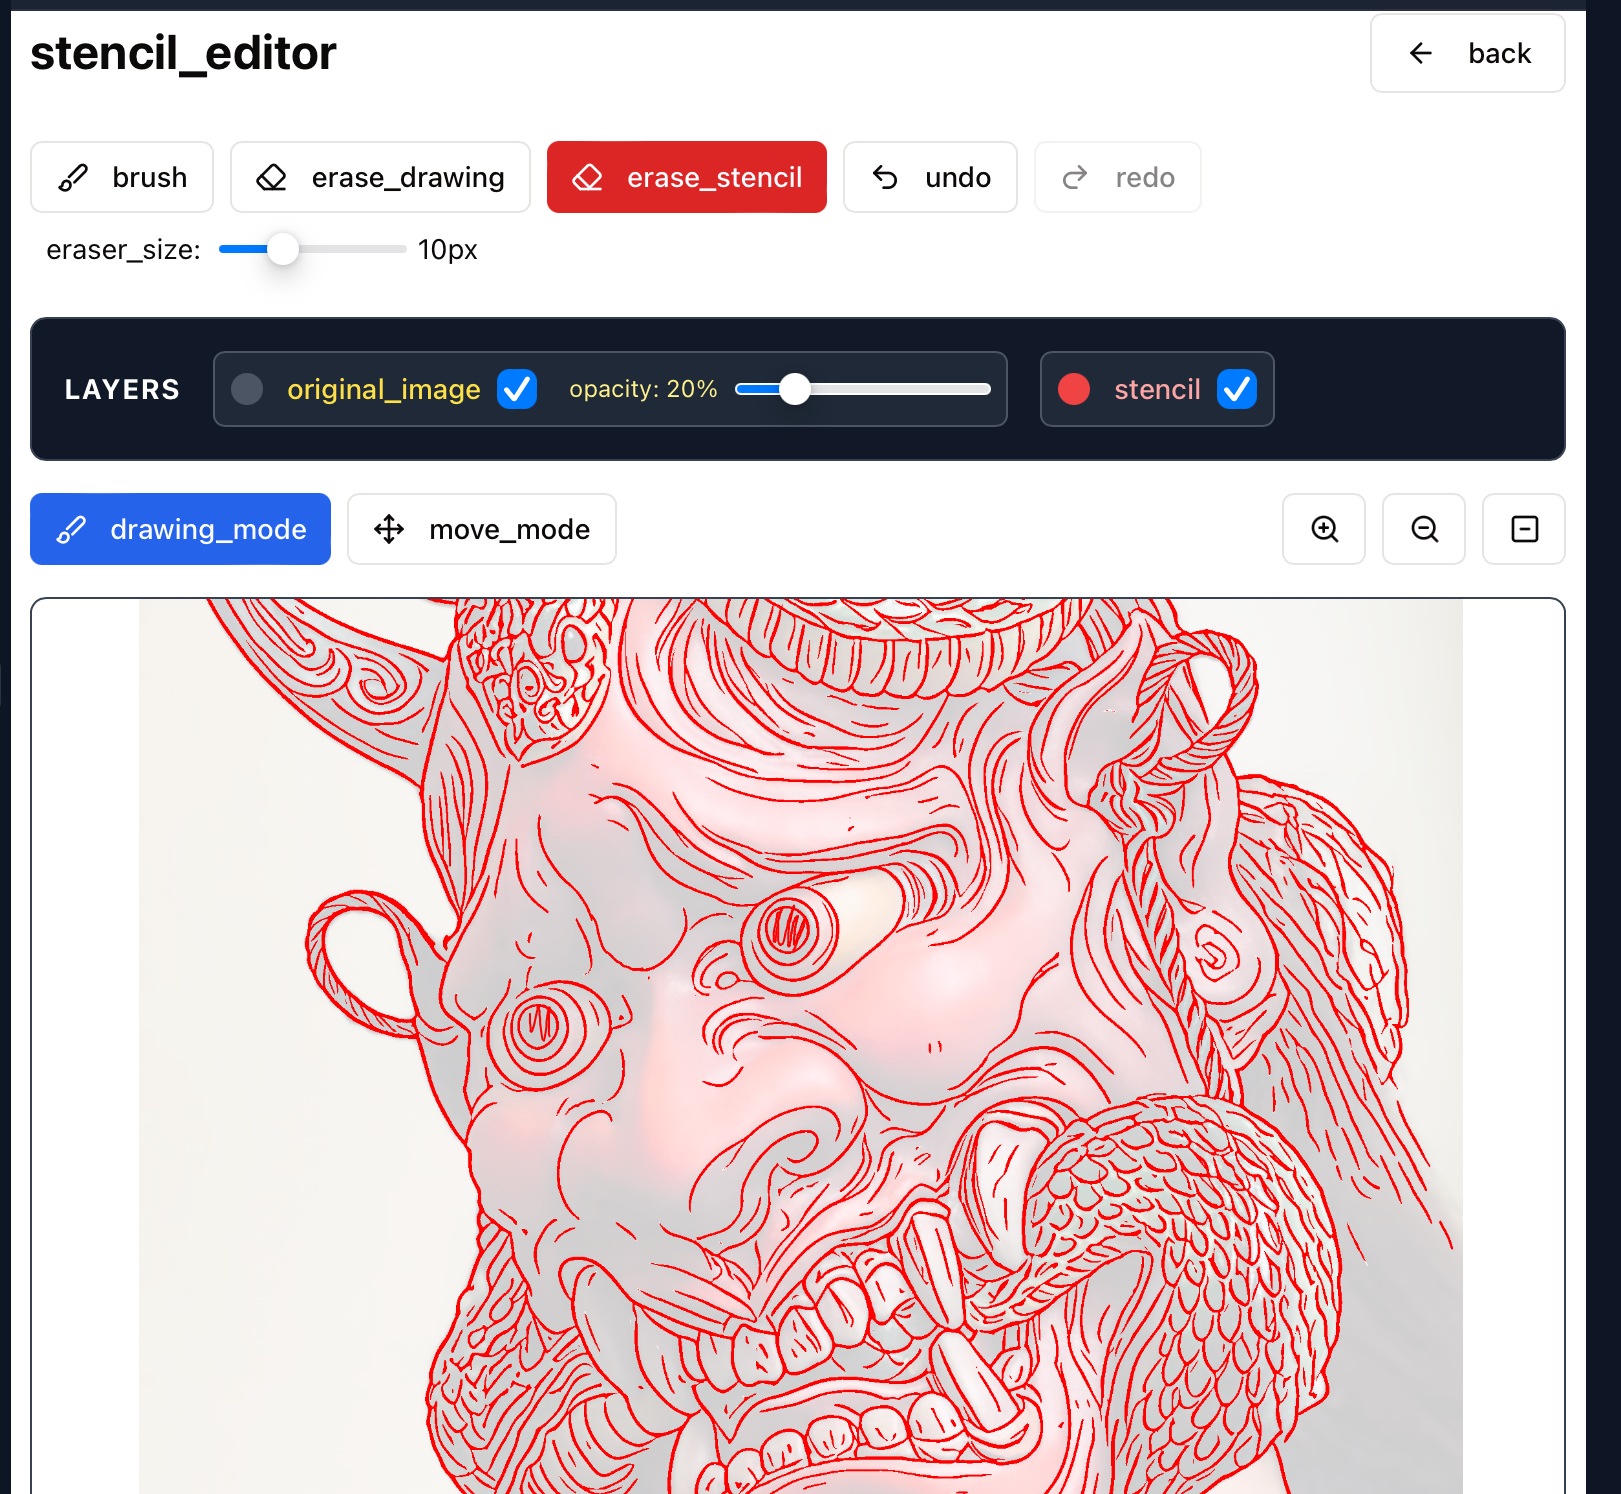 stencil_editor
back
brush
erase_drawing
erase_stencil
undo
redo
eraser_size:
10px
LAYERS
original_image
opacity: 20%
stencil
drawing_mode
move_mode